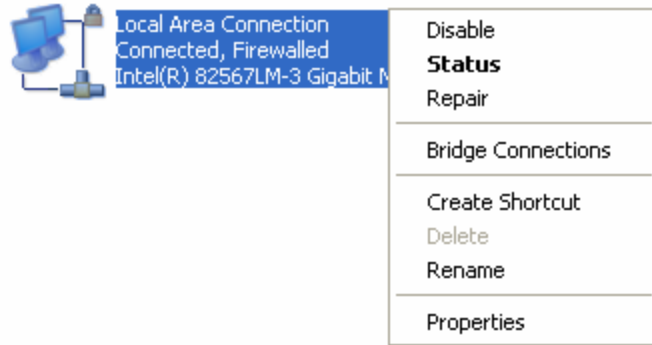 Local Area Connection
Connected, Firewalled
Intel(R) 82567LM-3 Gigabit
Disable
Status
Repair
Bridge Connections
Create Shortcut
Delete
Rename
Properties